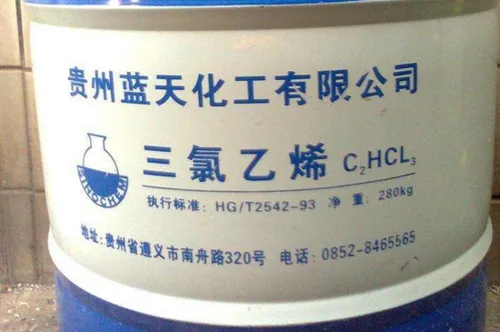 贵州蓝天化工有限公司
三氯乙烯 C₂HCL₃
执行标准: HG/T2542-93 净 重: 280kg
地址: 贵州省遵义市南舟路320号 电话: 0852-8465565